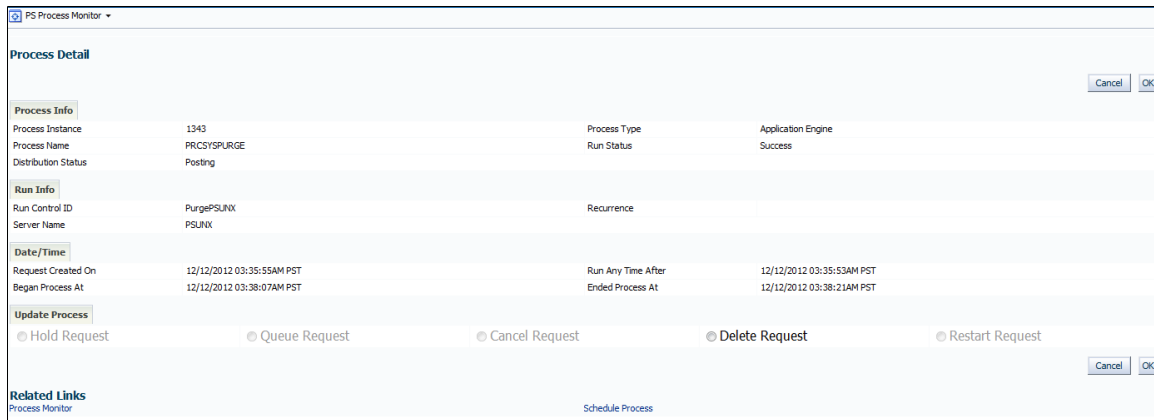 PS Process Monitor
Process Detail
Cancel OK
Process Info
Process Instance 1343 Process Type Application Engine
Process Name PRCSYSPURGE Run Status Success
Distribution Status Posting
Run Info
Run Control ID PurgePSUNX Recurrence
Server Name PSUNX
Date/Time
Request Created On 12/12/2012 03:35:55AM PST Run Any Time After 12/12/2012 03:35:53AM PST
Began Process At 12/12/2012 03:38:07AM PST Ended Process At 12/12/2012 03:38:21AM PST
Update Process
Hold Request Queue Request Cancel Request Delete Request Restart Request
Cancel OK
Related Links
Process Monitor Schedule Process